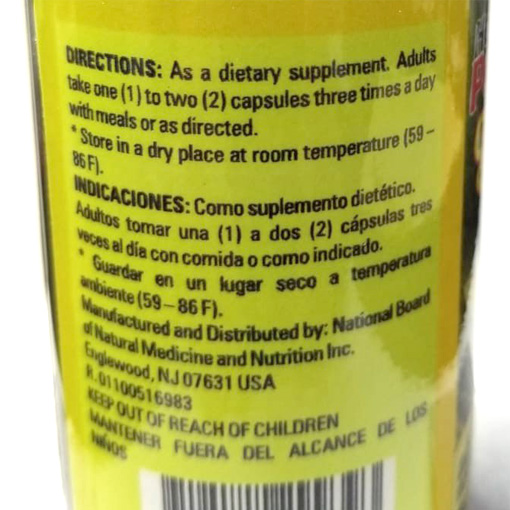 DIRECTIONS: As a dietary supplement. Adults
take one (1) to two (2) capsules three times a day
with meals or as directed.
* Store in a dry place at room temperature (59 –
86 F).
INDICACIONES: Como suplemento dietético.
Adultos tomar una (1) a dos (2) cápsulas tres
veces al día con comida o como indicado.
* Guardar en un lugar seco a temperatura
ambiente (59 – 86 F).
Manufactured and Distributed by: National Board
of Natural Medicine and Nutrition Inc.
Englewood, NJ 07631 USA
R.01100516983
KEEP OUT OF REACH OF CHILDREN
MANTENER FUERA DEL ALCANCE DE LOS
NIÑOS